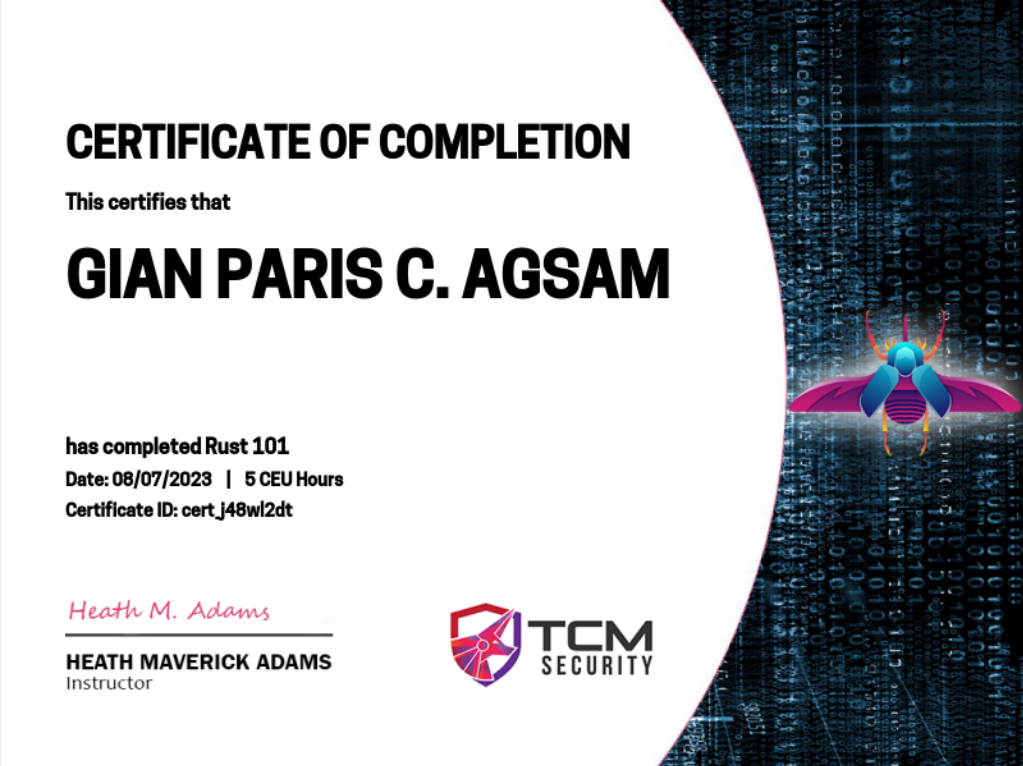 CERTIFICATE OF COMPLETION
This certifies that
GIAN PARIS C. AGSAM
has completed Rust 101
Date: 08/07/2023 | 5 CEU Hours
Certificate ID: cert_j48wl2dt
Heath M. Adams
HEATH MAVERICK ADAMS
Instructor
TCM
SECURITY